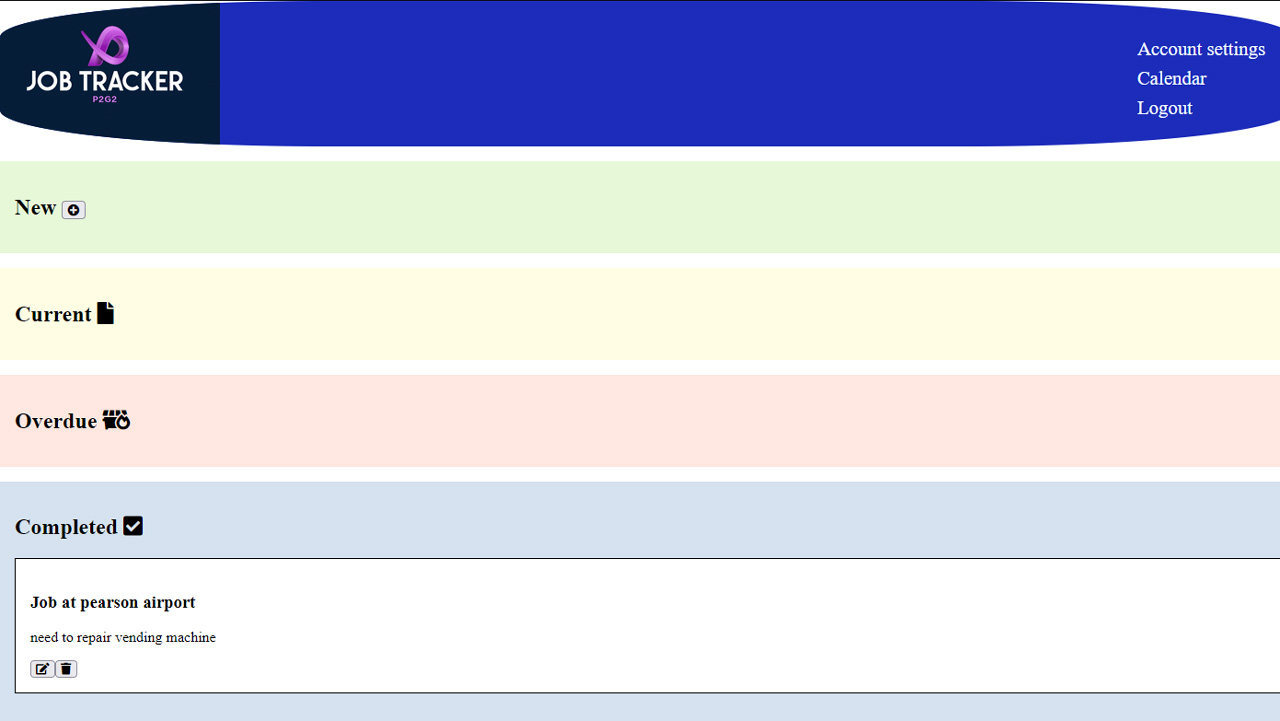 JOB TRACKER
P2G2
Account settings
Calendar
Logout
New
Current
Overdue
Completed
Job at pearson airport
need to repair vending machine